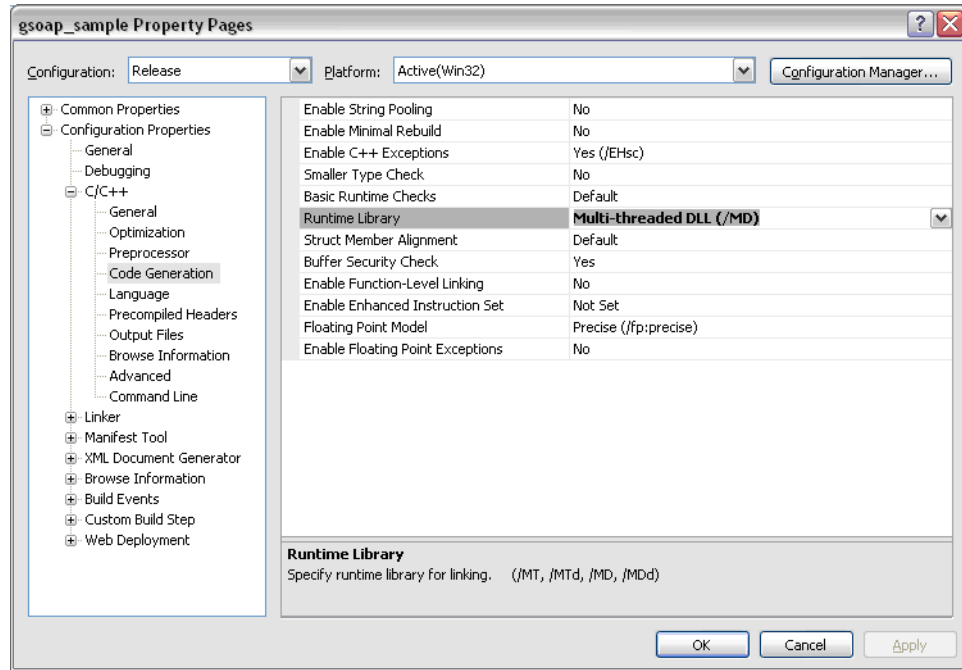 gsoap_sample Property Pages
Configuration: Release Platform: Active(Win32) Configuration Manager...
Common Properties
Configuration Properties
General
Debugging
C/C++
General
Optimization
Preprocessor
Code Generation
Language
Precompiled Headers
Output Files
Browse Information
Advanced
Command Line
Linker
Manifest Tool
XML Document Generator
Browse Information
Build Events
Custom Build Step
Web Deployment
Enable String Pooling No
Enable Minimal Rebuild No
Enable C++ Exceptions Yes (/EHsc)
Smaller Type Check No
Basic Runtime Checks Default
Runtime Library Multi-threaded DLL (/MD)
Struct Member Alignment Default
Buffer Security Check Yes
Enable Function-Level Linking No
Enable Enhanced Instruction Set Not Set
Floating Point Model Precise (/fp:precise)
Enable Floating Point Exceptions No
Runtime Library
Specify runtime library for linking. (/MT, /MTd, /MD, /MDd)
OK Cancel Apply